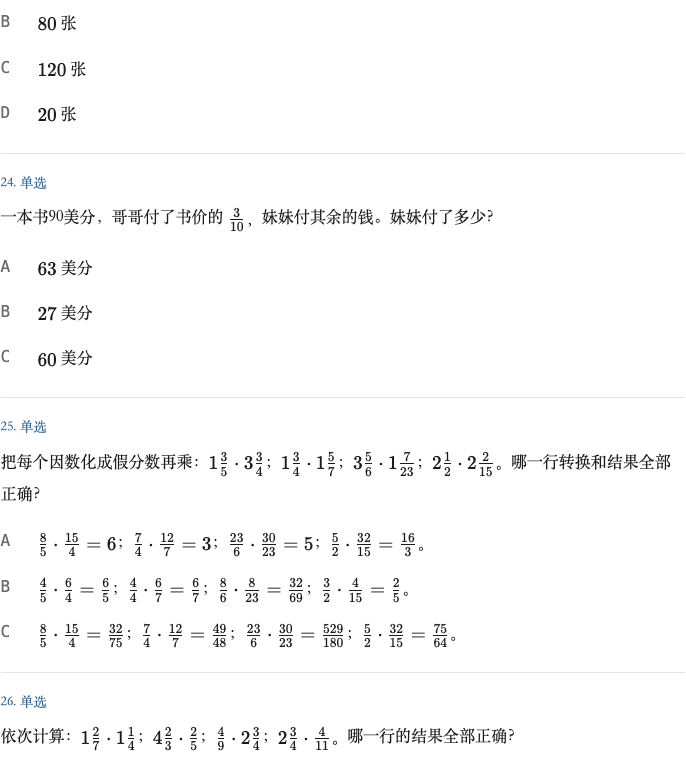 B 80 张
C 120 张
D 20 张
24. 单选
一本书90美分，哥哥付了书价的 3/10，妹妹付其余的钱。妹妹付了多少?
A 63 美分
B 27 美分
C 60 美分
25. 单选
把每个因数化成假分数再乘：1 3/5 · 3 3/4；1 3/4 · 1 5/7；3 5/6 · 1 7/23；2 1/2 · 2 2/15。哪一行转换和结果全部
正确?
A 8/5 · 15/4 = 6；7/4 · 12/7 = 3；23/6 · 30/23 = 5；5/2 · 32/15 = 16/3。
B 4/5 · 6/4 = 6/5；4/4 · 6/7 = 6/7；8/6 · 8/23 = 32/69；3/2 · 4/15 = 2/5。
C 8/5 · 15/4 = 32/75；7/4 · 12/7 = 49/48；23/6 · 30/23 = 529/180；5/2 · 32/15 = 75/64。
26. 单选
依次计算：1 2/7 · 1 1/4；4 2/3 · 2/5；4/9 · 2 3/4；2 3/4 · 4/11。哪一行的结果全部正确?